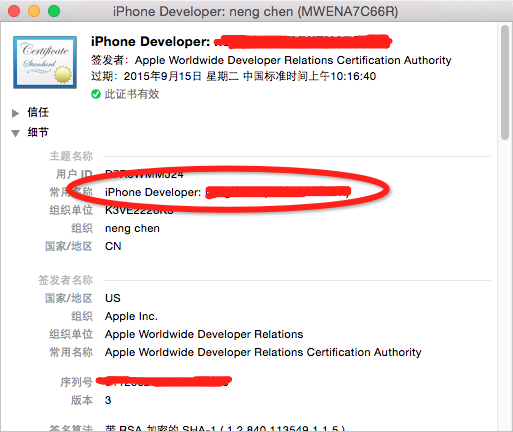 iPhone Developer: neng chen (MWENA7C66R)
Certificate
Standard
iPhone Developer:
签发者:Apple Worldwide Developer Relations Certification Authority
过期:2015年9月15日 星期二 中国标准时间上午10:16:40
此证书有效
信任
细节
主题名称
用户 ID
常用名称 iPhone Developer:
组织单位
组织 neng chen
国家/地区 CN
签发者名称
国家/地区 US
组织 Apple Inc.
组织单位 Apple Worldwide Developer Relations
常用名称 Apple Worldwide Developer Relations Certification Authority
序列号
版本 3
签名算法 带 RSA 加密的 SHA-1 ( 1.2.840.113549.1.1.5 )